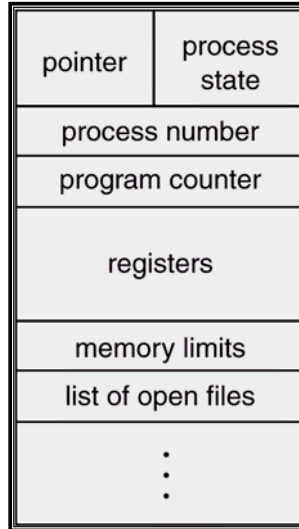 pointer
process
state
process number
program counter
registers
memory limits
list of open files